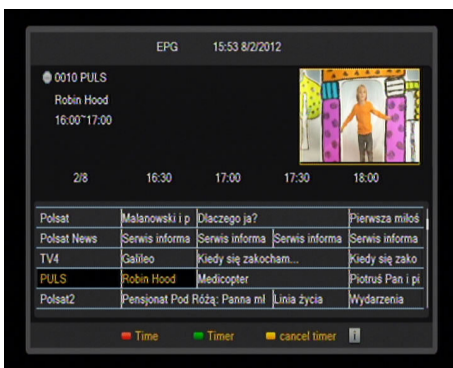 EPG 15:53 8/2/2012
0010 PULS
Robin Hood
16:00~17:00
2/8 16:30 17:00 17:30 18:00
Polsat Malanowski i p Dlaczego ja? Pierwsza miłoś
Polsat News Serwis informa Serwis informa Serwis informa Serwis informa
TV4 Galileo Kiedy się zakocham... Kiedy się zako
PULS Robin Hood Medicopter Piotruś Pan i pi
Polsat2 Pensjonat Pod Różą: Panna mł Linia życia Wydarzenia
Time Timer cancel timer i